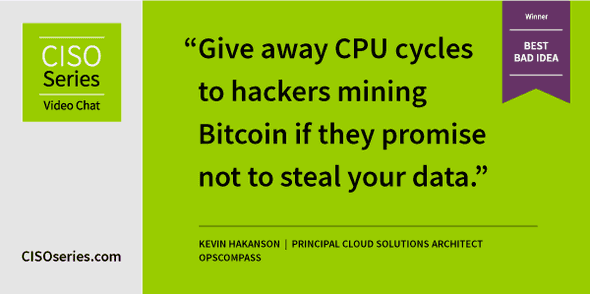 CISO
Series
Video Chat
Winner
BEST
BAD IDEA
“Give away CPU cycles
to hackers mining
Bitcoin if they promise
not to steal your data.”
KEVIN HAKANSON | PRINCIPAL CLOUD SOLUTIONS ARCHITECT
OPSCOMPASS
CISOseries.com